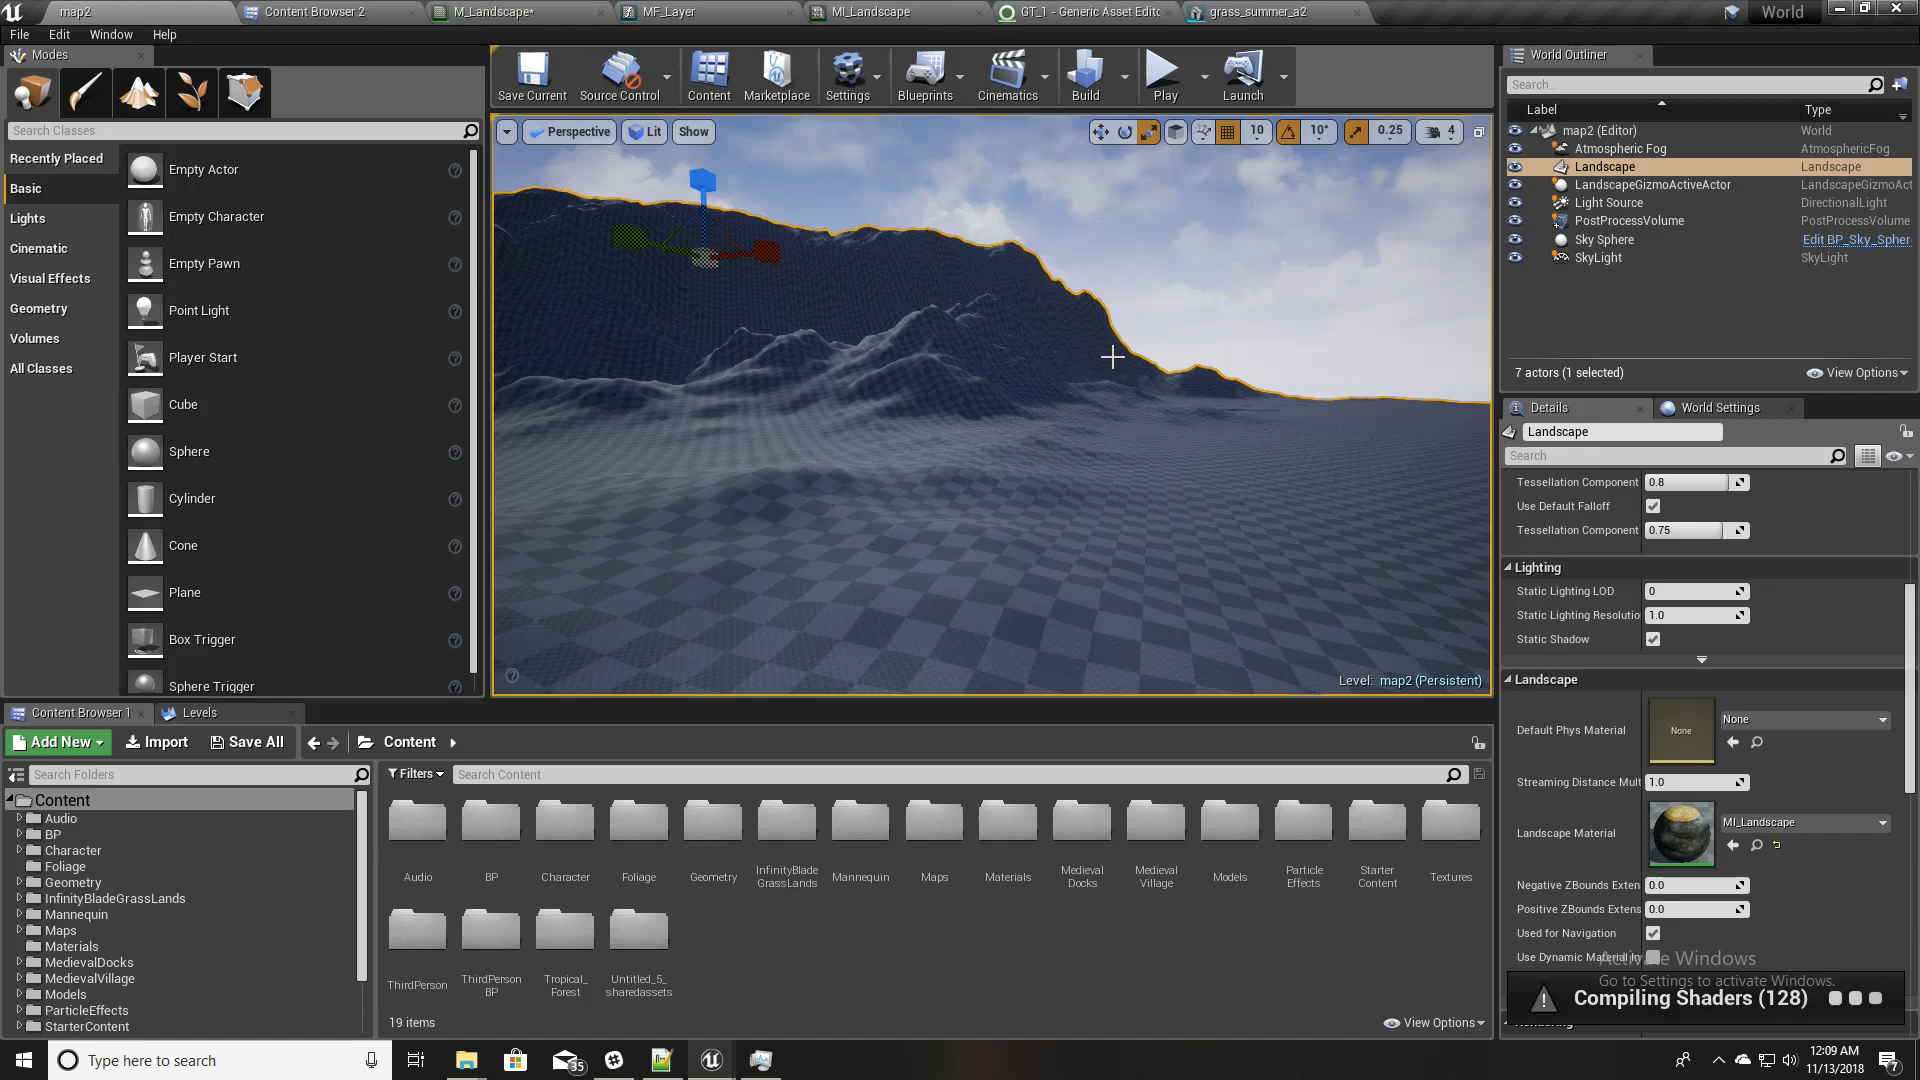 map2
Content Browser 2
M_Landscape*
MF_Layer
MI_Landscape
GT_1 - Generic Asset Edito
grass_summer_a2
World
File Edit Window Help
Modes
Search Classes
Recently Placed
Basic
Lights
Cinematic
Visual Effects
Geometry
Volumes
All Classes
Empty Actor
Empty Character
Empty Pawn
Point Light
Player Start
Cube
Sphere
Cylinder
Cone
Plane
Box Trigger
Sphere Trigger
Save Current
Source Control
Content
Marketplace
Settings
Blueprints
Cinematics
Build
Play
Launch
Perspective
Lit
Show
10
10°
0.25
4
Level: map2 (Persistent)
World Outliner
Search...
Label Type
map2 (Editor) World
Atmospheric Fog AtmosphericFog
Landscape Landscape
LandscapeGizmoActiveActor LandscapeGizmoAct
Light Source DirectionalLight
PostProcessVolume PostProcessVolume
Sky Sphere Edit BP_Sky_Spher
SkyLight SkyLight
7 actors (1 selected)
View Options
Details
World Settings
Landscape
Search
Tessellation Component 0.8
Use Default Falloff
Tessellation Component 0.75
Lighting
Static Lighting LOD 0
Static Lighting Resolutio 1.0
Static Shadow
Landscape
Default Phys Material
None
None
Streaming Distance Mult 1.0
Landscape Material
MI_Landscape
Negative ZBounds Exten 0.0
Positive ZBounds Extens 0.0
Used for Navigation
Use Dynamic Material In
Activate Windows
Go to Settings to activate Windows.
Compiling Shaders (128)
Content Browser 1
Levels
Add New
Import
Save All
Content
Search Folders
Filters
Search Content
Content
Audio
BP
Character
Foliage
Geometry
InfinityBladeGrassLands
Mannequin
Maps
Materials
MedievalDocks
MedievalVillage
Models
ParticleEffects
StarterContent
Audio
BP
Character
Foliage
Geometry
InfinityBlade
GrassLands
Mannequin
Maps
Materials
Medieval
Docks
Medieval
Village
Models
Particle
Effects
Starter
Content
Textures
ThirdPerson
ThirdPerson
BP
Tropical_
Forest
Untitled_5_
sharedassets
19 items
View Options
Type here to search
35
12:09 AM
11/13/2018
7